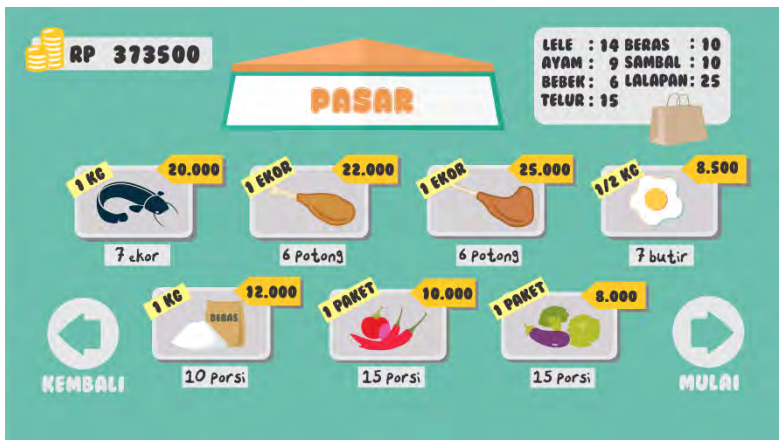 RP 373500
PASAR
LELE : 14 BERAS : 10
AYAM : 9 SAMBAL : 10
BEBEK : 6 LALAPAN : 25
TELUR : 15
1 KG 20.000
7 ekor
1 EKOR 22.000
6 potong
1 EKOR 25.000
6 potong
1/2 KG 8.500
7 butir
1 KG 12.000
BERAS
10 Porsi
1 PAKET 10.000
15 Porsi
1 PAKET 8.000
15 Porsi
KEMBALI
MULAI